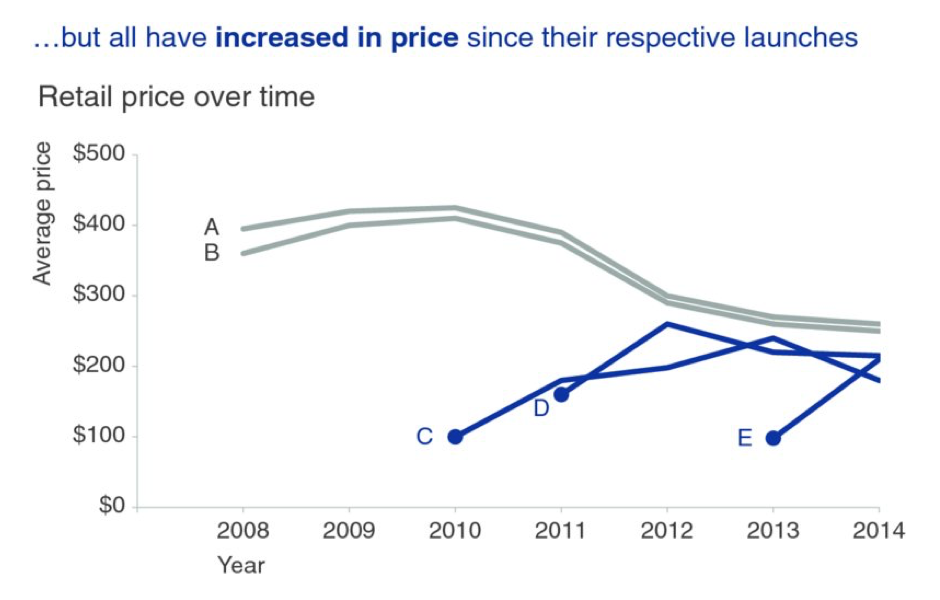 …but all have increased in price since their respective launches
Retail price over time
Average price
$500
$400
$300
$200
$100
$0
A
B
C
D
E
2008 2009 2010 2011 2012 2013 2014
Year